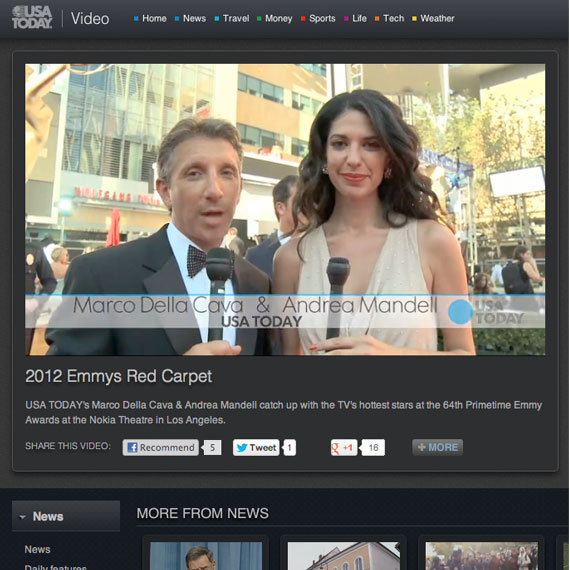 USA TODAY
Video
Home
News
Travel
Money
Sports
Life
Tech
Weather
WOLFGANG
Marco Della Cava & Andrea Mandell
USA TODAY
USA TODAY
2012 Emmys Red Carpet
USA TODAY's Marco Della Cava & Andrea Mandell catch up with the TV's hottest stars at the 64th Primetime Emmy
Awards at the Nokia Theatre in Los Angeles.
SHARE THIS VIDEO:
Recommend
5
Tweet
1
+1
16
+ MORE
News
MORE FROM NEWS
News
Daily features